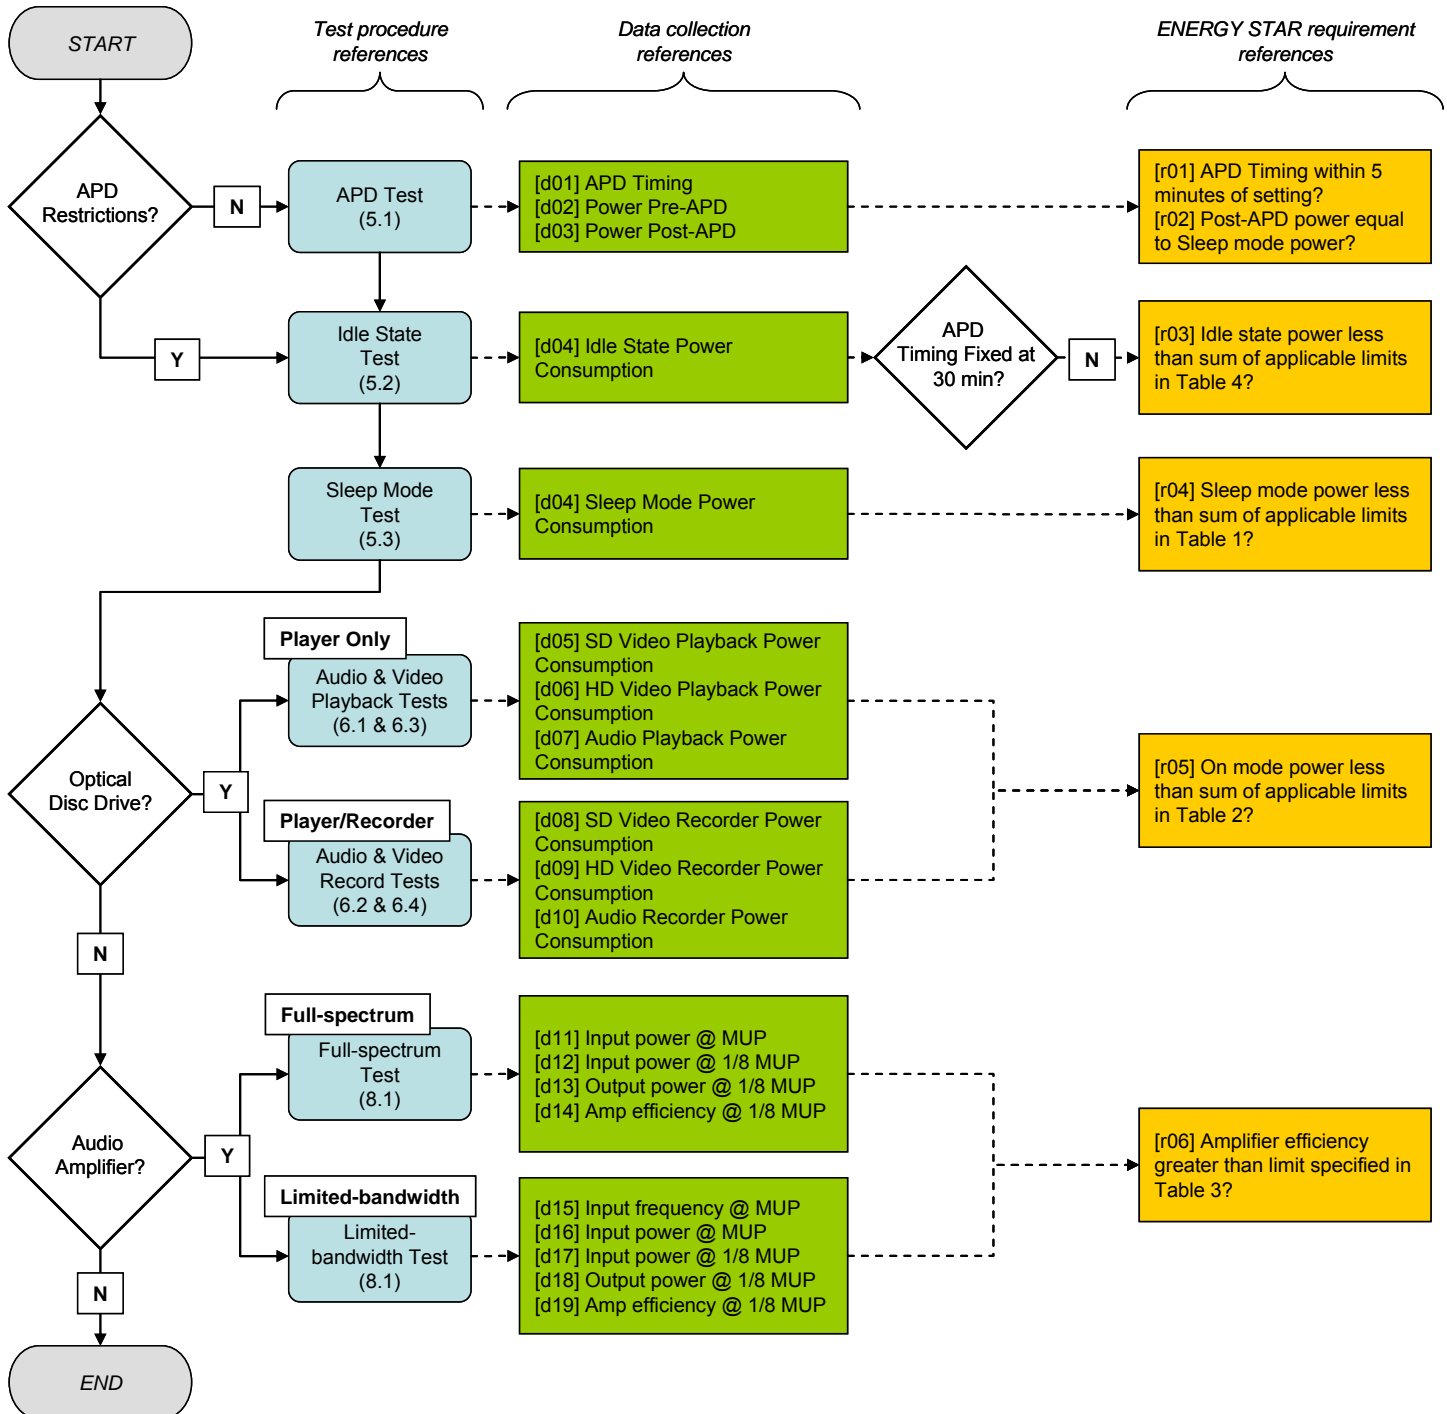 START
Test procedure
references
Data collection
references
ENERGY STAR requirement
references
APD
Restrictions?
N
APD Test
(5.1)
[d01] APD Timing
[d02] Power Pre-APD
[d03] Power Post-APD
[r01] APD Timing within 5
minutes of setting?
[r02] Post-APD power equal
to Sleep mode power?
Y
Idle State
Test
(5.2)
[d04] Idle State Power
Consumption
APD
Timing Fixed at
30 min?
N
[r03] Idle state power less
than sum of applicable limits
in Table 4?
Sleep Mode
Test
(5.3)
[d04] Sleep Mode Power
Consumption
[r04] Sleep mode power less
than sum of applicable limits
in Table 1?
Optical
Disc Drive?
Y
Player Only
Audio & Video
Playback Tests
(6.1 & 6.3)
[d05] SD Video Playback Power
Consumption
[d06] HD Video Playback Power
Consumption
[d07] Audio Playback Power
Consumption
Player/Recorder
Audio & Video
Record Tests
(6.2 & 6.4)
[d08] SD Video Recorder Power
Consumption
[d09] HD Video Recorder Power
Consumption
[d10] Audio Recorder Power
Consumption
[r05] On mode power less
than sum of applicable limits
in Table 2?
N
Audio
Amplifier?
Y
Full-spectrum
Full-spectrum
Test
(8.1)
[d11] Input power @ MUP
[d12] Input power @ 1/8 MUP
[d13] Output power @ 1/8 MUP
[d14] Amp efficiency @ 1/8 MUP
Limited-bandwidth
Limited-
bandwidth Test
(8.1)
[d15] Input frequency @ MUP
[d16] Input power @ MUP
[d17] Input power @ 1/8 MUP
[d18] Output power @ 1/8 MUP
[d19] Amp efficiency @ 1/8 MUP
[r06] Amplifier efficiency
greater than limit specified in
Table 3?
N
END